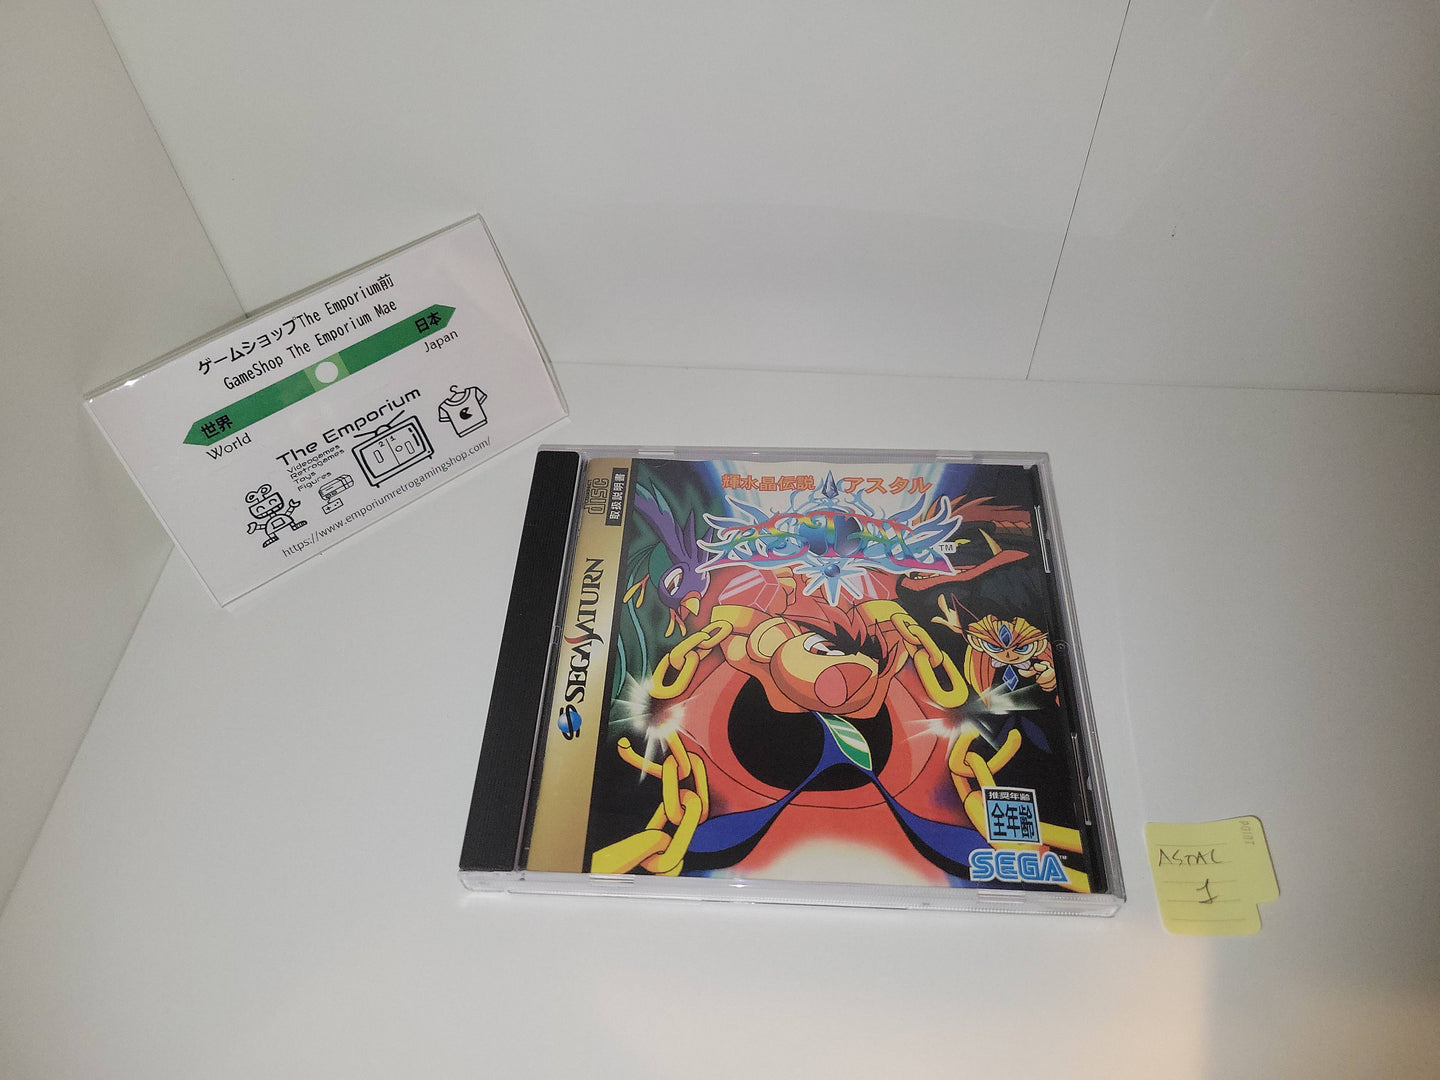 ゲームショップThe Emporium前
GameShop The Emporium Mae
日本
Japan
世界
World
The Emporium
Videogames
Retrogames
Toys
Figures
2 1
https://www.emporiumretrogamingshop.com/
disc
取扱説明書
SEGA SATURN
輝水晶伝説 アスタル
ASTAL
TM
推奨年齢
全年齢
SEGA
TM
ASTAL
1